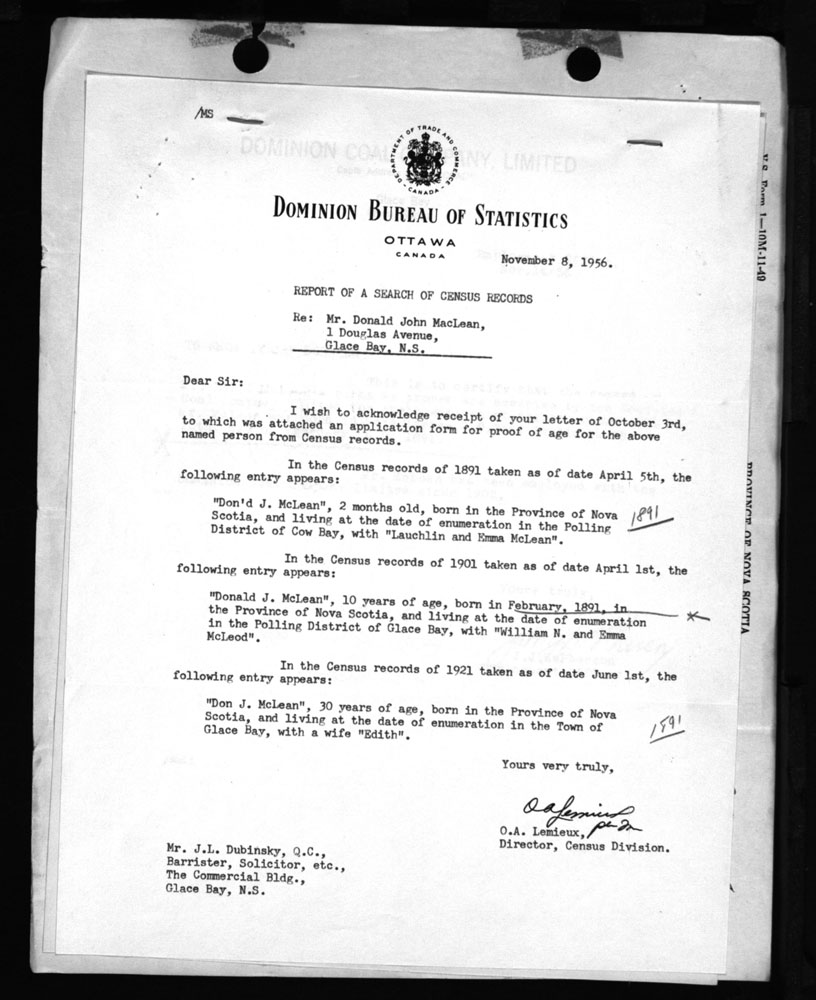 /MS
DOMINION COAL COMPANY, LIMITED
DEPARTMENT OF TRADE AND COMMERCE
CANADA
DOMINION BUREAU OF STATISTICS
OTTAWA
CANADA
November 8, 1956.
REPORT OF A SEARCH OF CENSUS RECORDS
Re: Mr. Donald John MacLean,
1 Douglas Avenue,
Glace Bay, N.S.
Dear Sir:
I wish to acknowledge receipt of your letter of October 3rd,
to which was attached an application form for proof of age for the above
named person from Census records.
In the Census records of 1891 taken as of date April 5th, the
following entry appears:
"Don'd J. McLean", 2 months old, born in the Province of Nova
Scotia, and living at the date of enumeration in the Polling
District of Cow Bay, with "Lauchlin and Emma McLean".
1891
In the Census records of 1901 taken as of date April 1st, the
following entry appears:
"Donald J. McLean", 10 years of age, born in February, 1891, in
the Province of Nova Scotia, and living at the date of enumeration
in the Polling District of Glace Bay, with "William N. and Emma
McLeod".
In the Census records of 1921 taken as of date June 1st, the
following entry appears:
"Don J. McLean", 30 years of age, born in the Province of Nova
Scotia, and living at the date of enumeration in the Town of
Glace Bay, with a wife "Edith".
1891
Yours very truly,
O A Lemieux
O.A. Lemieux,
Director, Census Division.
Mr. J.L. Dubinsky, Q.C.,
Barrister, Solicitor, etc.,
The Commercial Bldg.,
Glace Bay, N.S.
Form 1—10M-11-49
PROVINCE OF NOVA SCOTIA